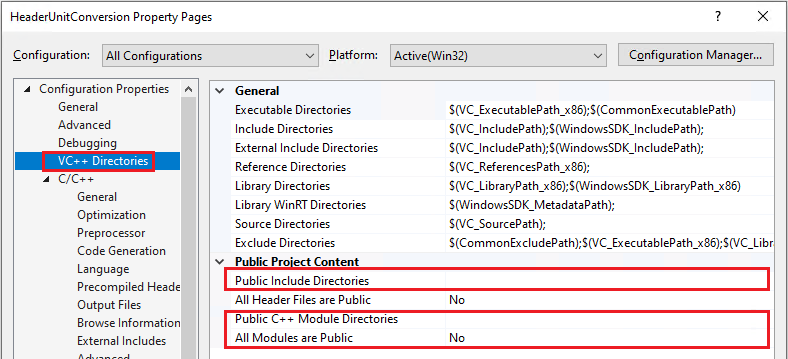 HeaderUnitConversion Property Pages
Configuration: All Configurations Platform: Active(Win32) Configuration Manager...
Configuration Properties
General
Advanced
Debugging
VC++ Directories
C/C++
General
Optimization
Preprocessor
Code Generation
Language
Precompiled Heade
Output Files
Browse Information
External Includes
Advanced
General
Executable Directories $(VC_ExecutablePath_x86);$(CommonExecutablePath)
Include Directories $(VC_IncludePath);$(WindowsSDK_IncludePath);
External Include Directories $(VC_IncludePath);$(WindowsSDK_IncludePath);
Reference Directories $(VC_ReferencesPath_x86);
Library Directories $(VC_LibraryPath_x86);$(WindowsSDK_LibraryPath_x86)
Library WinRT Directories $(WindowsSDK_MetadataPath);
Source Directories $(VC_SourcePath);
Exclude Directories $(CommonExcludePath);$(VC_ExecutablePath_x86);$(VC_Libr
Public Project Content
Public Include Directories
All Header Files are Public No
Public C++ Module Directories
All Modules are Public No